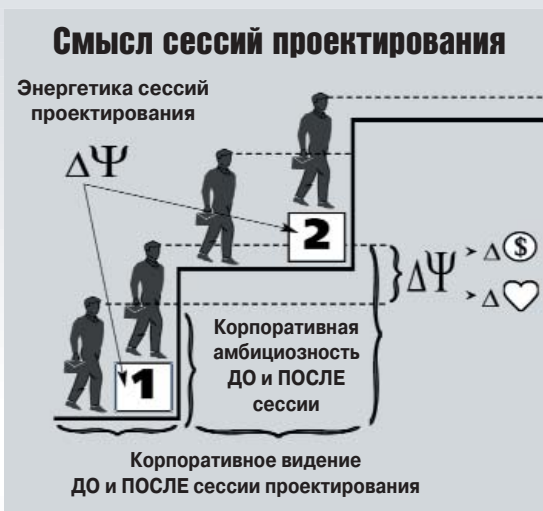 Смысл сессий проектирования
Энергетика сессий
проектирования
ΔΨ
2
ΔΨ
Δ$
Δ
1
Корпоративная
амбициозность
ДО и ПОСЛЕ
сессии
Корпоративное видение
ДО и ПОСЛЕ сессии проектирования